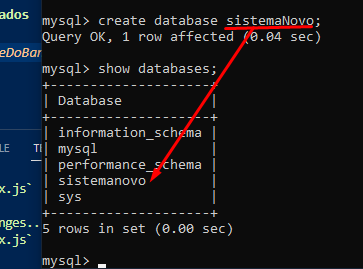 ados
eDoBar
mysql> create database sistemaNovo;
Query OK, 1 row affected (0.04 sec)
mysql> show databases;
+--------------------+
| Database           |
+--------------------+
| information_schema |
| mysql              |
| performance_schema |
| sistemanovo        |
| sys                |
+--------------------+
5 rows in set (0.00 sec)
mysql>
LE
TE
x.js`
nges..
x.js`